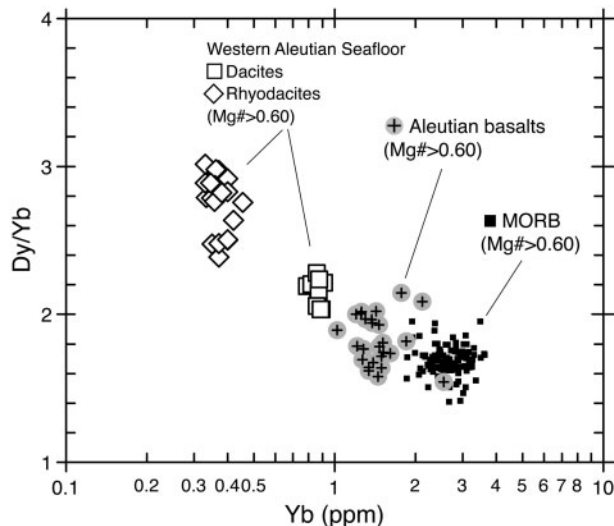 4
3
2
1
Dy/Yb
Western Aleutian Seafloor
Dacites
Rhyodacites
(Mg#>0.60)
Aleutian basalts
(Mg#>0.60)
MORB
(Mg#>0.60)
0.1 0.2 0.3 0.4 0.5 1 2 3 4 5 6 7 8 10
Yb (ppm)